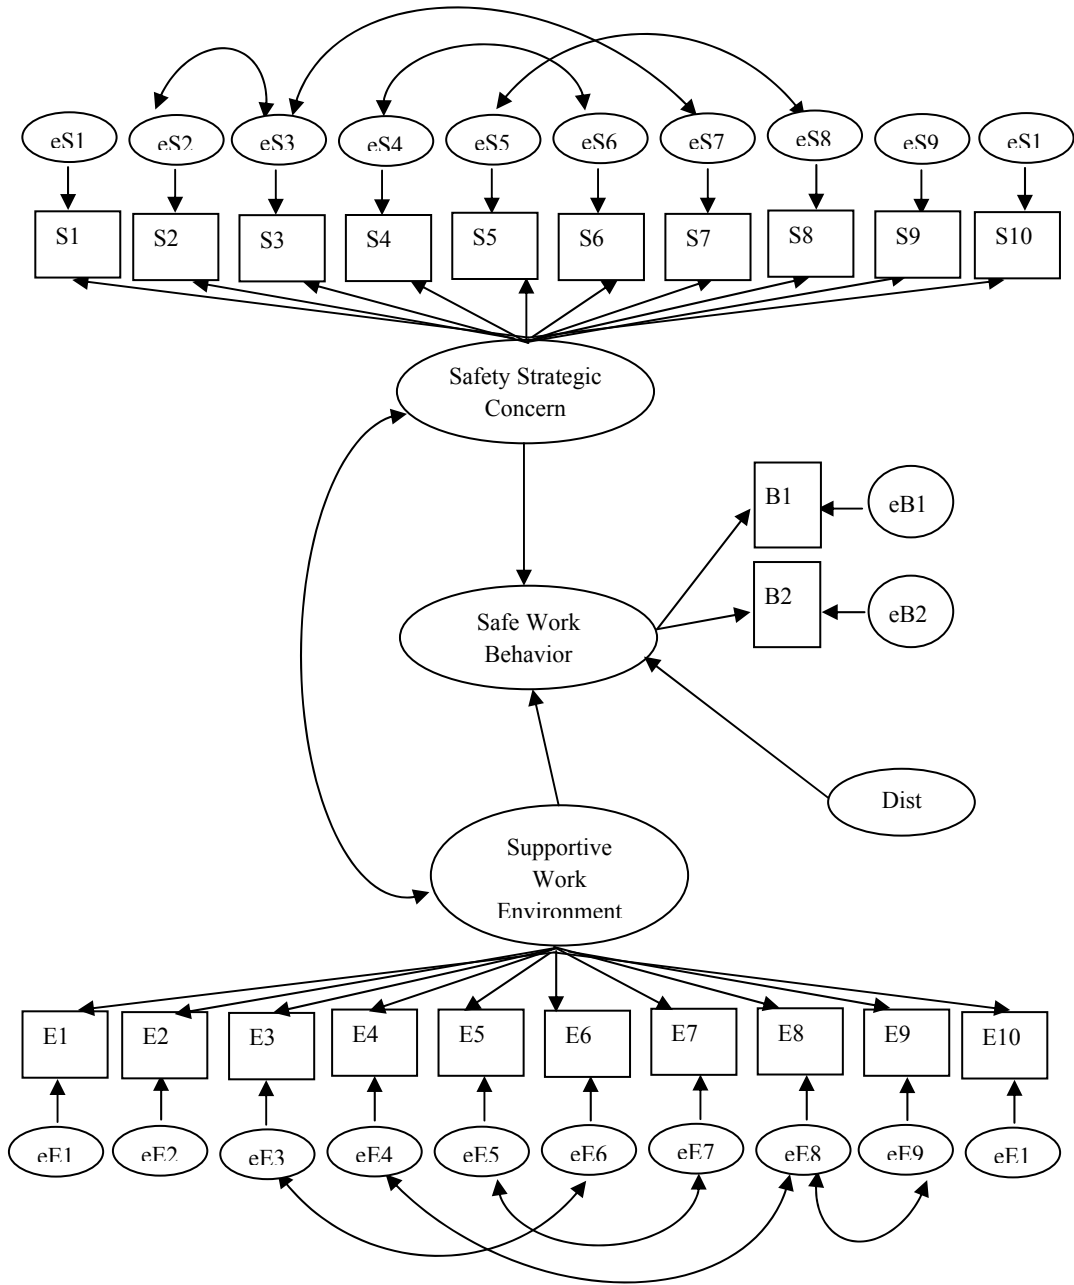 eS1
eS2
eS3
eS4
eS5
eS6
eS7
eS8
eS9
eS1
S1
S2
S3
S4
S5
S6
S7
S8
S9
S10
Safety Strategic
Concern
B1
eB1
B2
eB2
Safe Work
Behavior
Dist
Supportive
Work
Environment
E1
E2
E3
E4
E5
E6
E7
E8
E9
E10
eE1
eE2
eE3
eE4
eE5
eE6
eE7
eE8
eE9
eE1